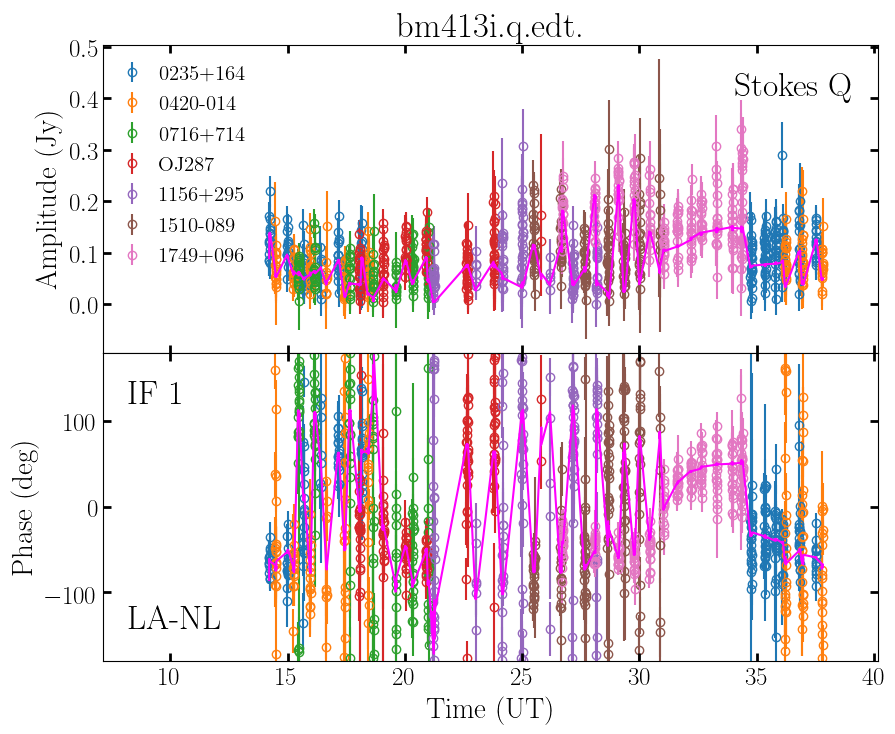 bm413i.q.edt.
Stokes Q
0235+164
0420-014
0716+714
OJ287
1156+295
1510-089
1749+096
Amplitude (Jy)
0.5
0.4
0.3
0.2
0.1
0.0
IF 1
LA-NL
Phase (deg)
100
0
−100
10 15 20 25 30 35 40
Time (UT)